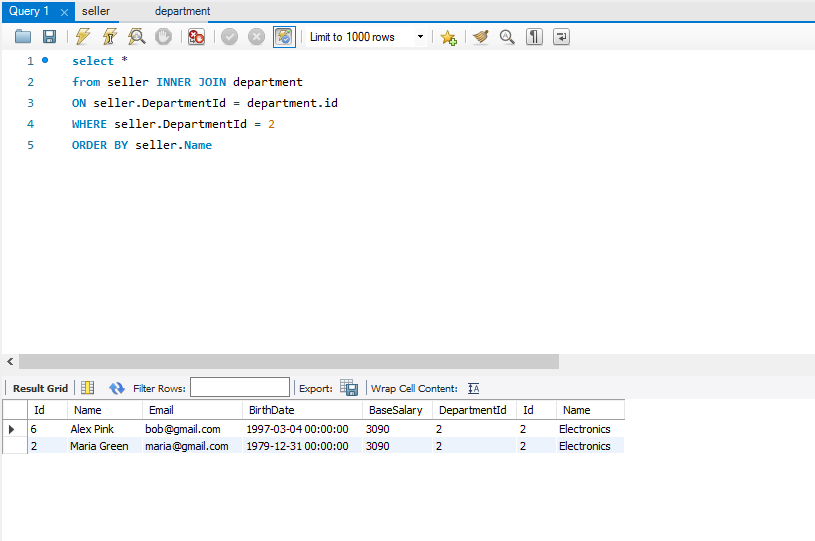 Query 1 seller department
Limit to 1000 rows
1 select *
2 from seller INNER JOIN department
3 ON seller.DepartmentId = department.id
4 WHERE seller.DepartmentId = 2
5 ORDER BY seller.Name
Result Grid Filter Rows: Export: Wrap Cell Content:
Id Name Email BirthDate BaseSalary DepartmentId Id Name
6 Alex Pink bob@gmail.com 1997-03-04 00:00:00 3090 2 2 Electronics
2 Maria Green maria@gmail.com 1979-12-31 00:00:00 3090 2 2 Electronics